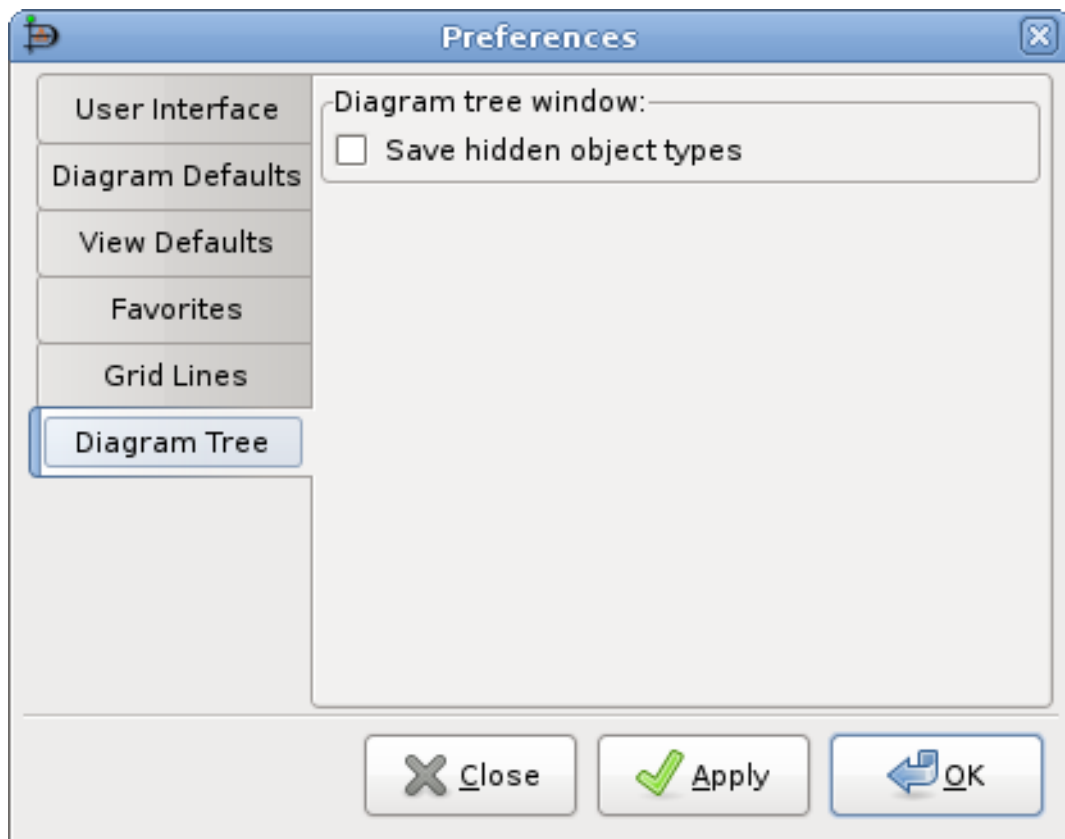 Preferences
User Interface
Diagram Defaults
View Defaults
Favorites
Grid Lines
Diagram Tree
Diagram tree window:
Save hidden object types
Close
Apply
OK